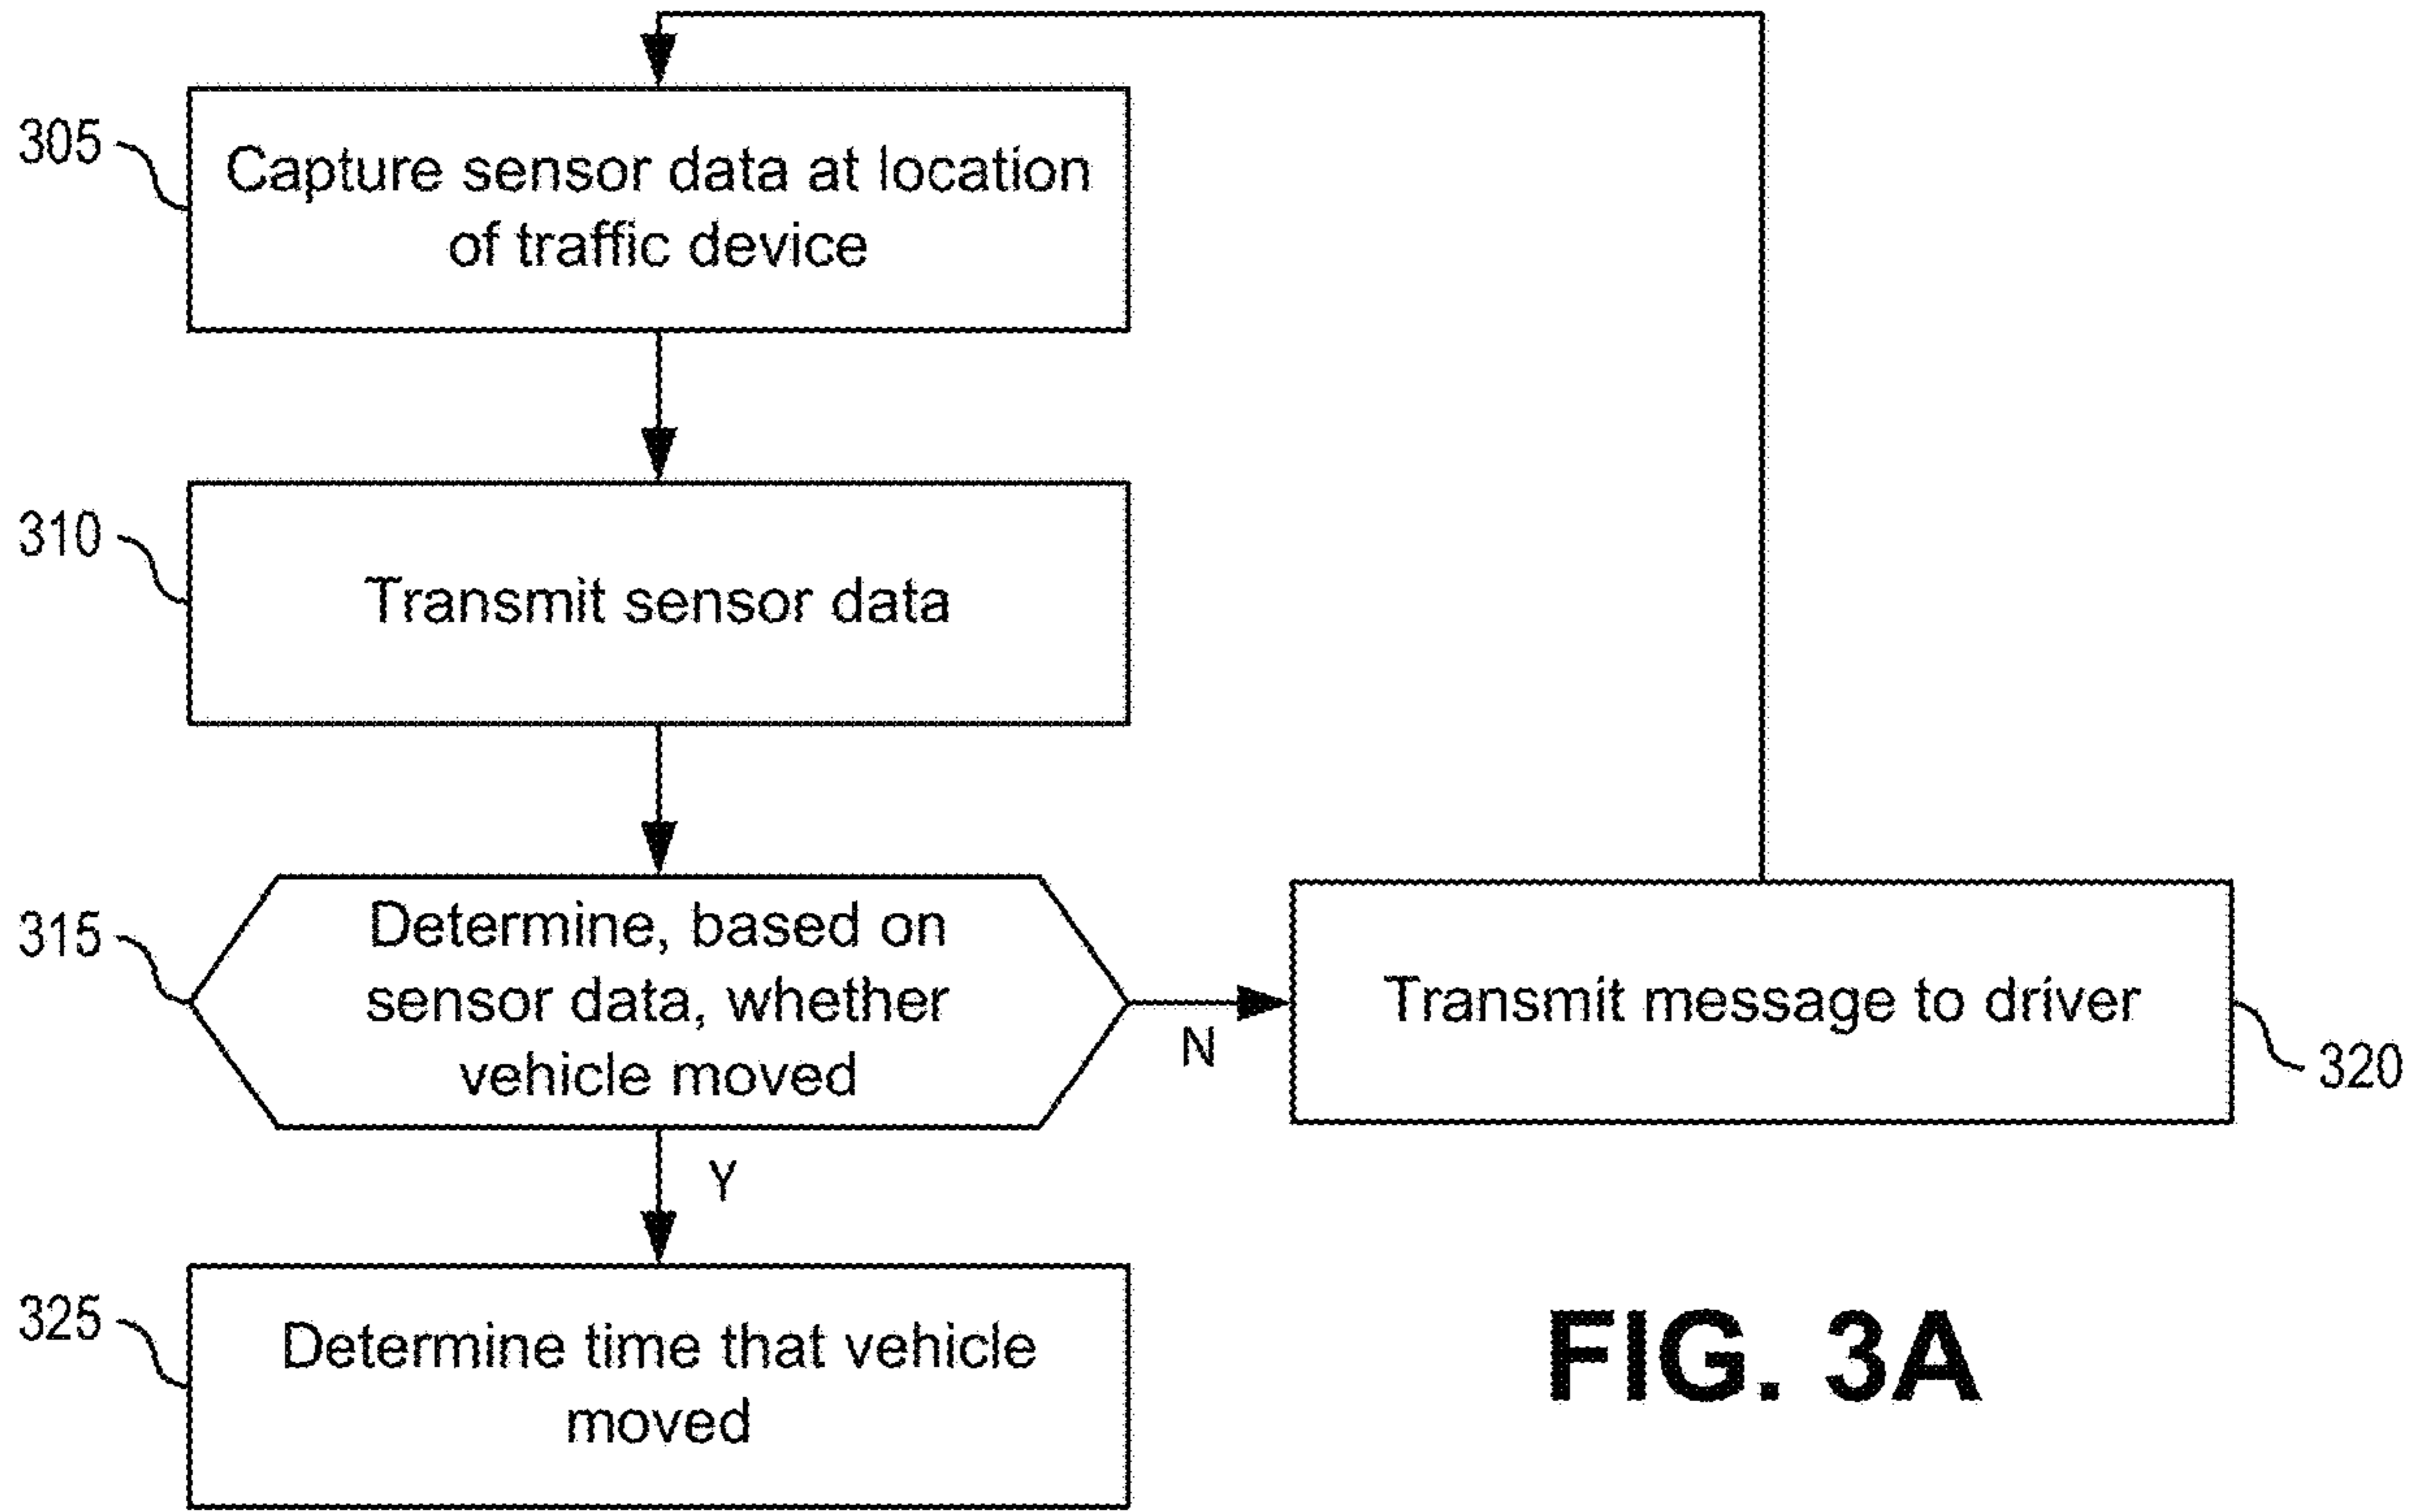 305
Capture sensor data at location
of traffic device
310
Transmit sensor data
315
Determine, based on
sensor data, whether
vehicle moved
N
Transmit message to driver
320
Y
325
Determine time that vehicle
moved
FIG. 3A